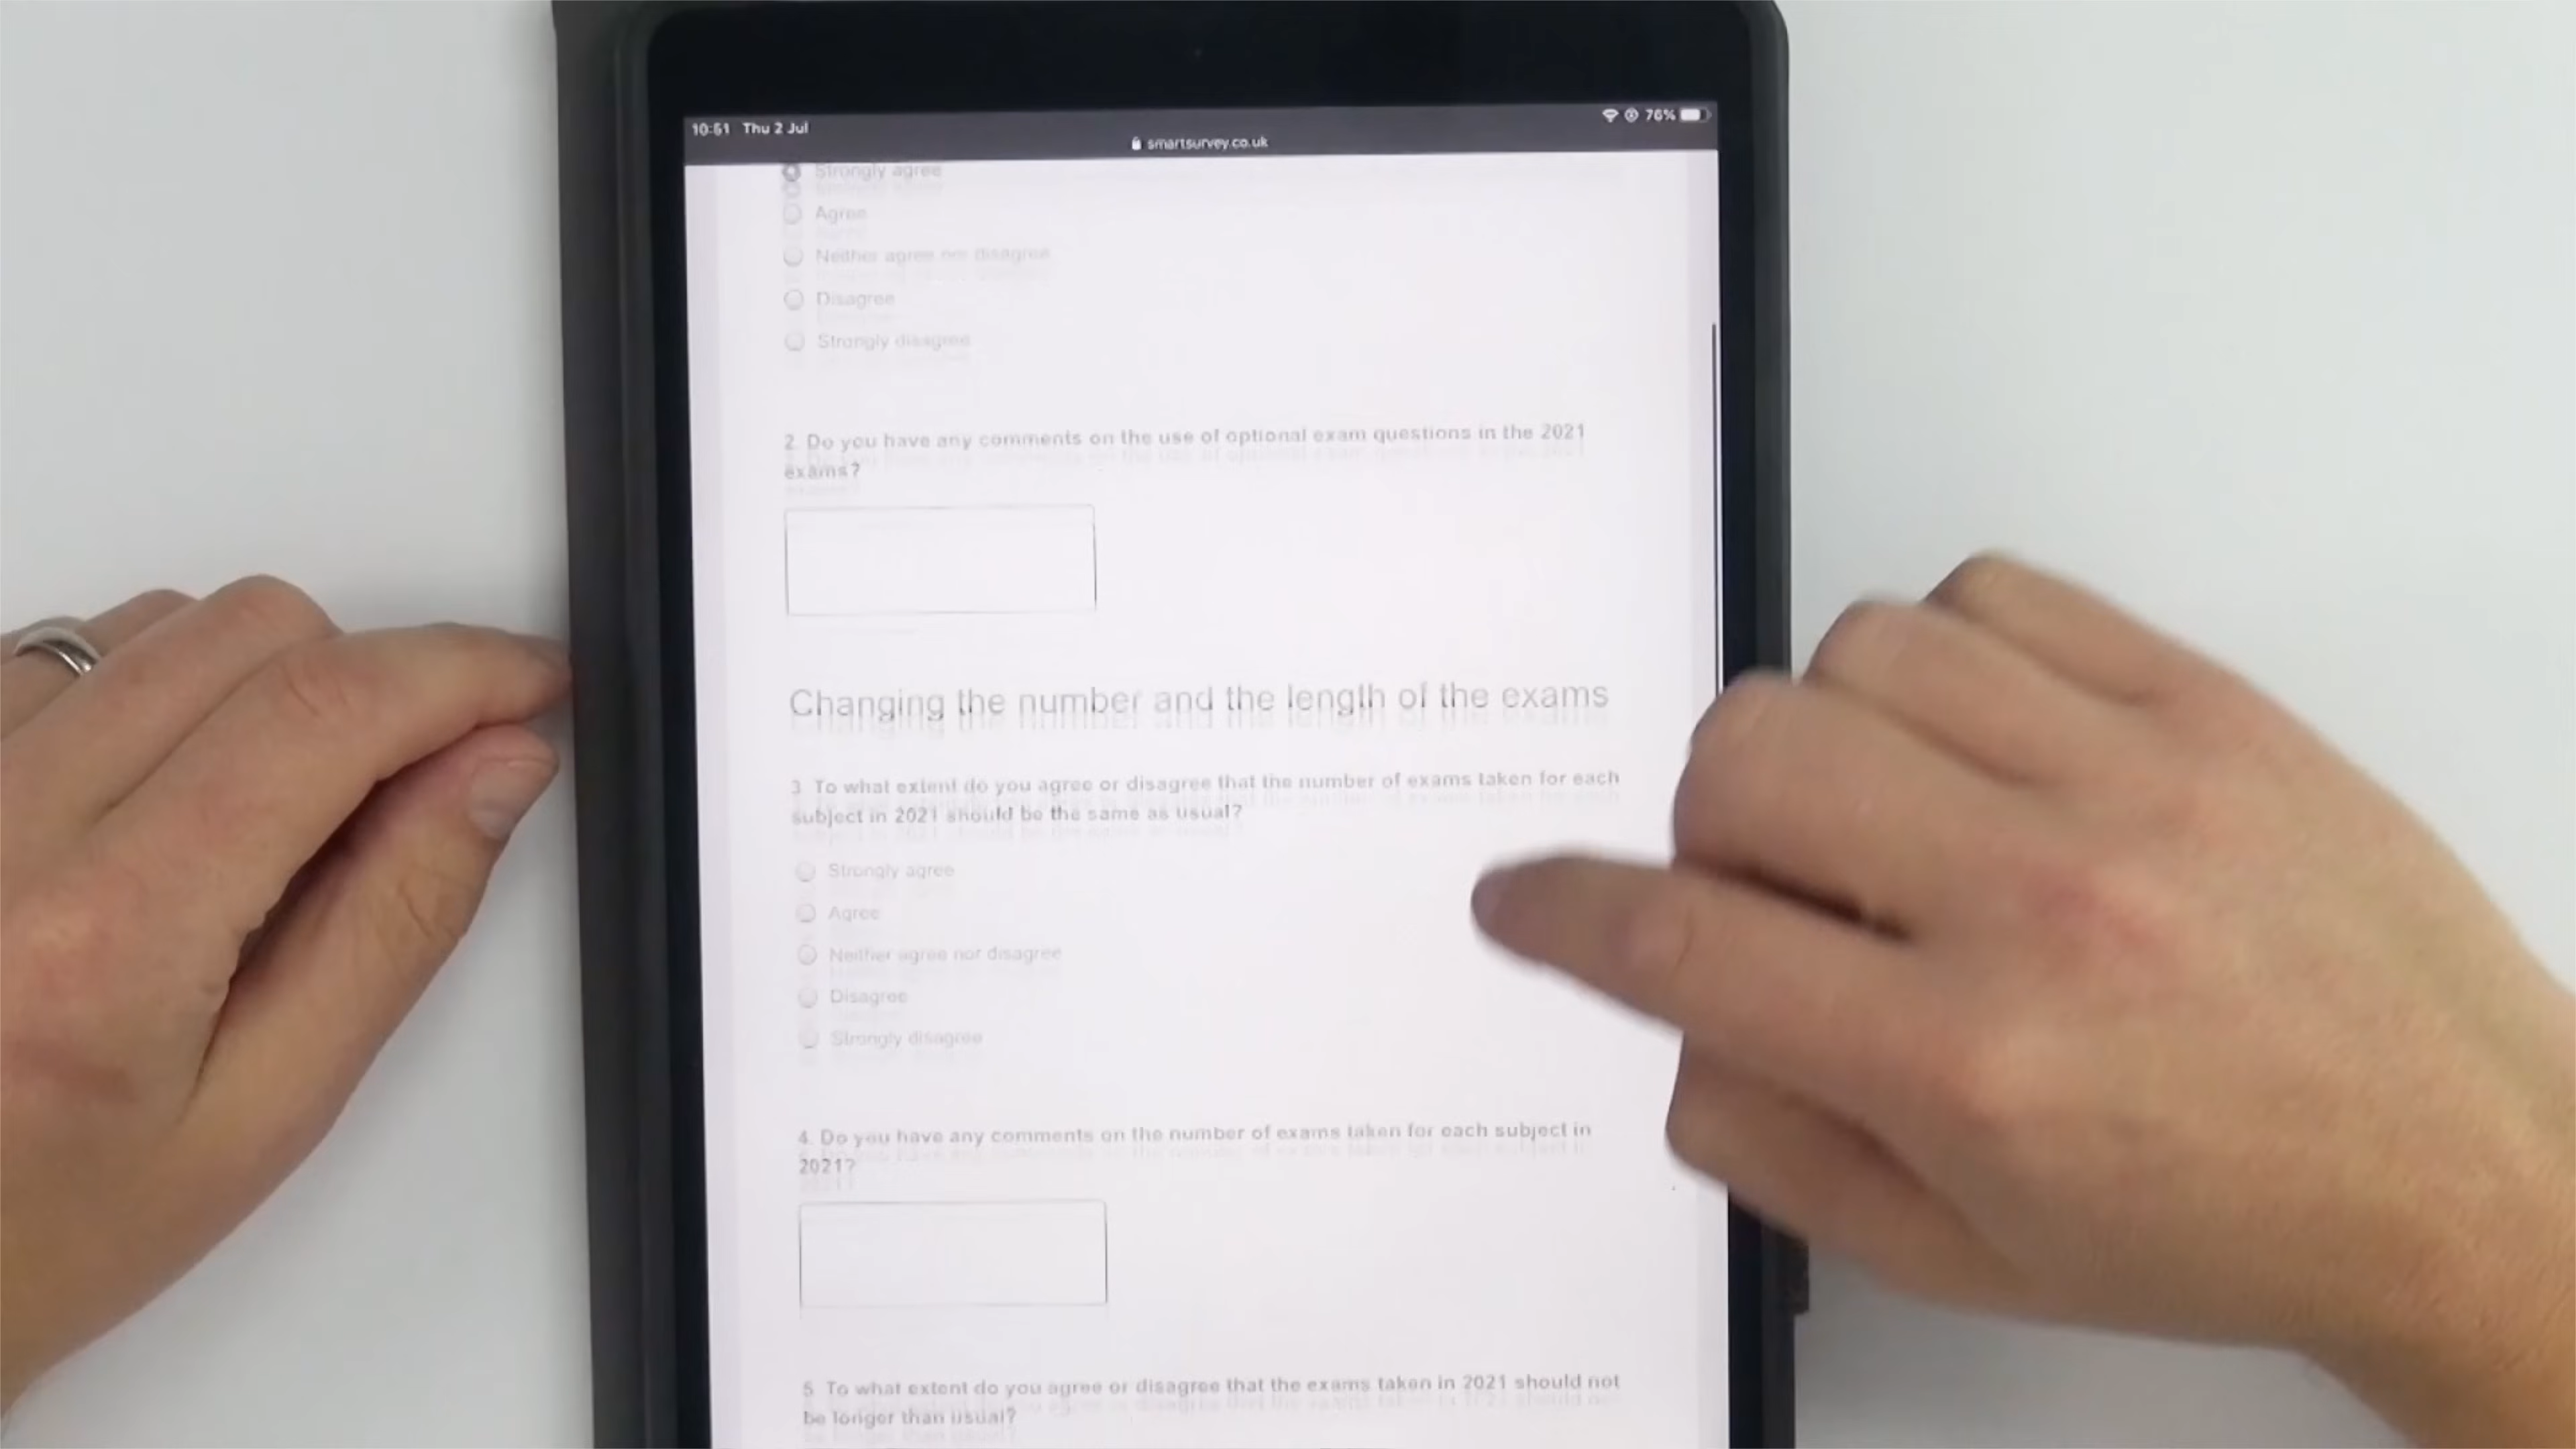 10:51 Thu 2 Jul
76%
smartsurvey.co.uk
Strongly agree
Agree
Neither agree nor disagree
Disagree
Strongly disagree
2. Do you have any comments on the use of optional exam questions in the 2021
exams?
Changing the number and the length of the exams
3. To what extent do you agree or disagree that the number of exams taken for each
subject in 2021 should be the same as usual?
Strongly agree
Agree
Neither agree nor disagree
Disagree
Strongly disagree
4. Do you have any comments on the number of exams taken for each subject in
2021?
5. To what extent do you agree or disagree that the exams taken in 2021 should not
be longer than usual?